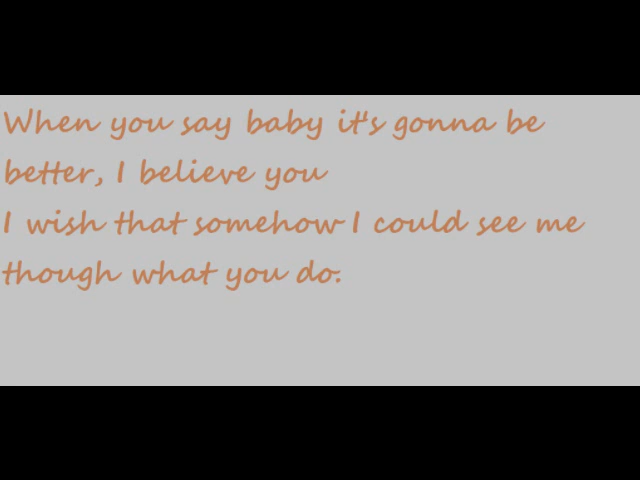 When you say baby it's gonna be
better, I believe you
I wish that somehow I could see me
though what you do.